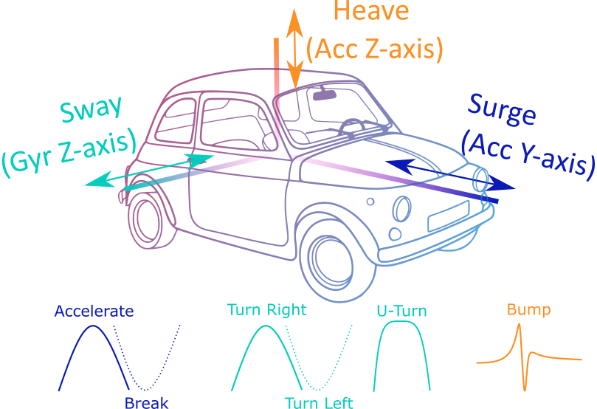 Heave
(Acc Z-axis)
Sway
(Gyr Z-axis)
Surge
(Acc Y-axis)
Accelerate
Break
Turn Right
Turn Left
U-Turn
Bump